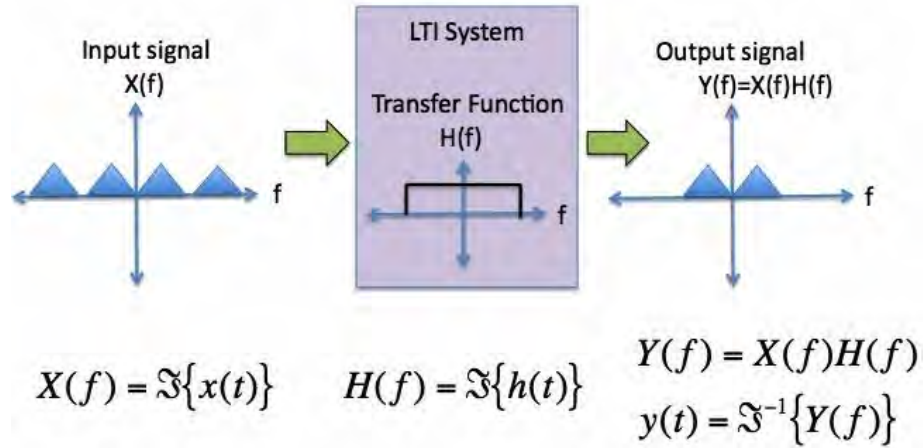 Input signal
X(f)
f
LTI System
Transfer Function
H(f)
f
Output signal
Y(f)=X(f)H(f)
f
X(f) = ℑ{x(t)}
H(f) = ℑ{h(t)}
Y(f) = X(f)H(f)
y(t) = ℑ⁻¹{Y(f)}